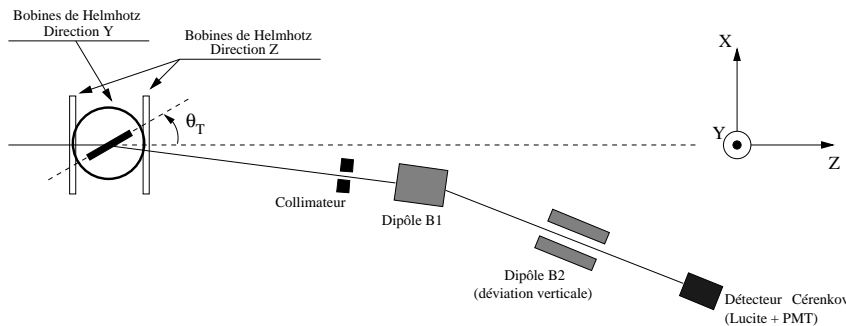 Bobines de Helmhotz
Direction Y
Bobines de Helmhotz
Direction Z
θT
X
Y
Z
Collimateur
Dipôle B1
Dipôle B2
(déviation verticale)
Détecteur Cérenkov
(Lucite + PMT)